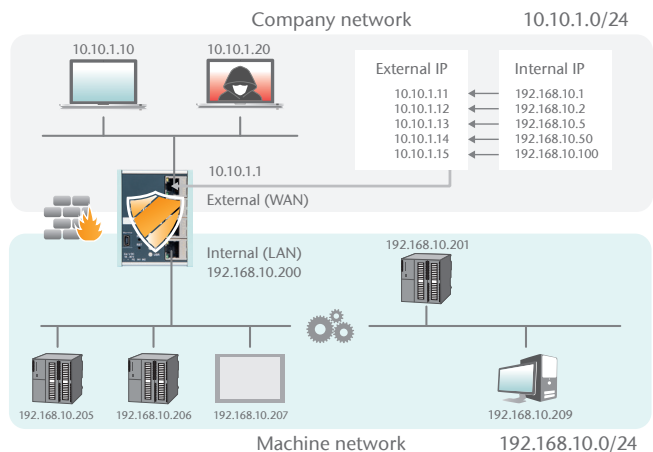 Company network 10.10.1.0/24
10.10.1.10
10.10.1.20
External IP Internal IP
10.10.1.11 192.168.10.1
10.10.1.12 192.168.10.2
10.10.1.13 192.168.10.5
10.10.1.14 192.168.10.50
10.10.1.15 192.168.10.100
10.10.1.1
External (WAN)
Internal (LAN)
192.168.10.200
192.168.10.201
192.168.10.205
192.168.10.206
192.168.10.207
192.168.10.209
Machine network 192.168.10.0/24